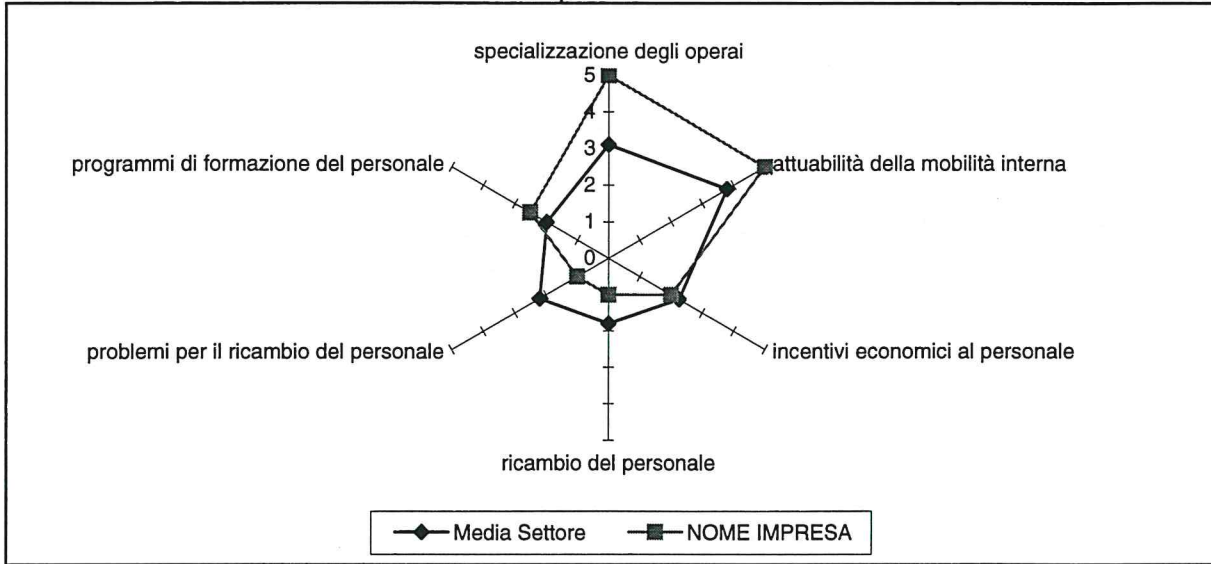 specializzazione degli operai
5
4
programmi di formazione del personale
3
attuabilità della mobilità interna
2
1
0
problemi per il ricambio del personale
incentivi economici al personale
ricambio del personale
Media Settore
NOME IMPRESA